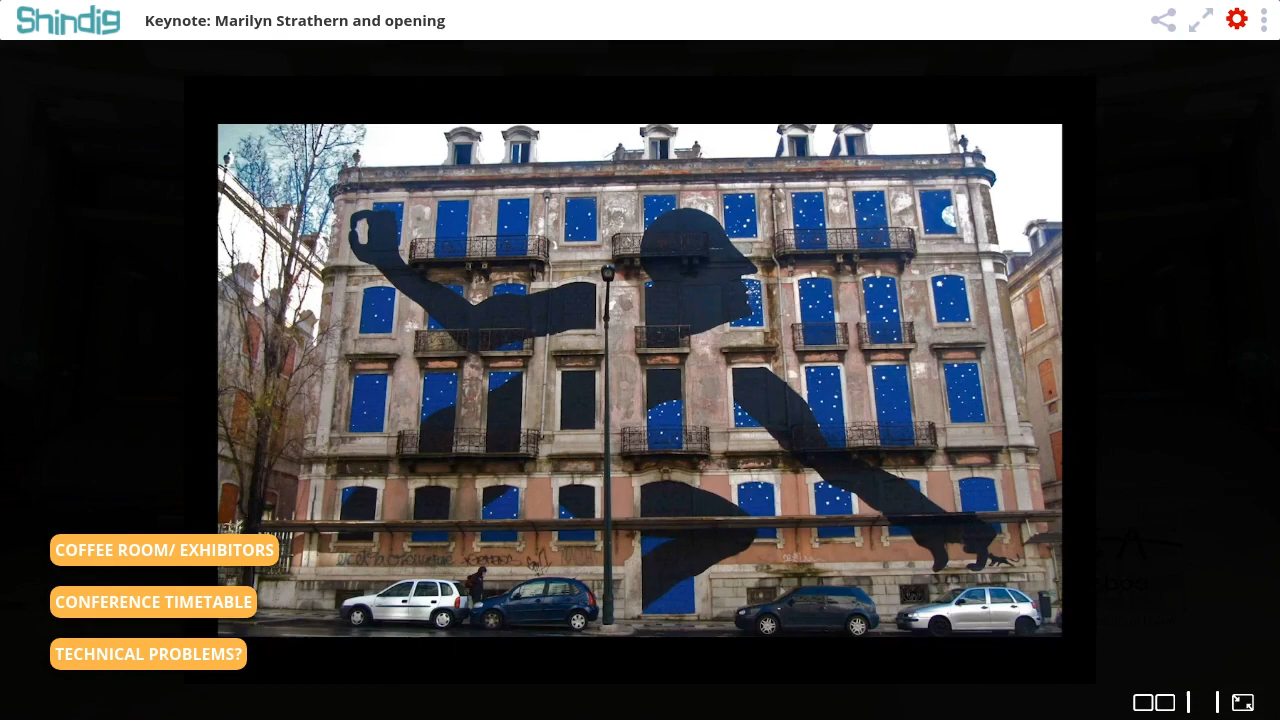 Shindig
Keynote: Marilyn Strathern and opening
COFFEE ROOM/ EXHIBITORS
CONFERENCE TIMETABLE
TECHNICAL PROBLEMS?